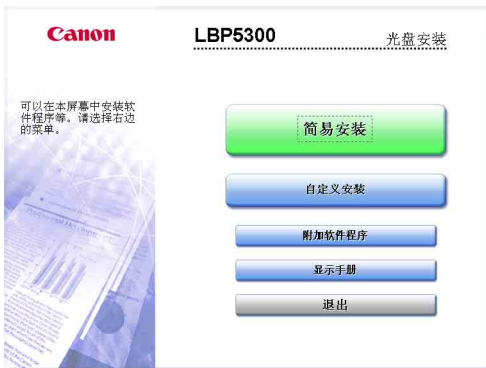 Canon
LBP5300
光盘安装
可以在本屏幕中安装软
件程序等。请选择右边
的菜单。
简易安装
自定义安装
附加软件程序
显示手册
退出